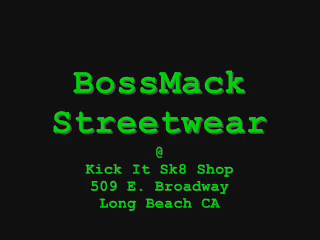 BossMack
Streetwear
@
Kick It Sk8 Shop
509 E. Broadway
Long Beach CA